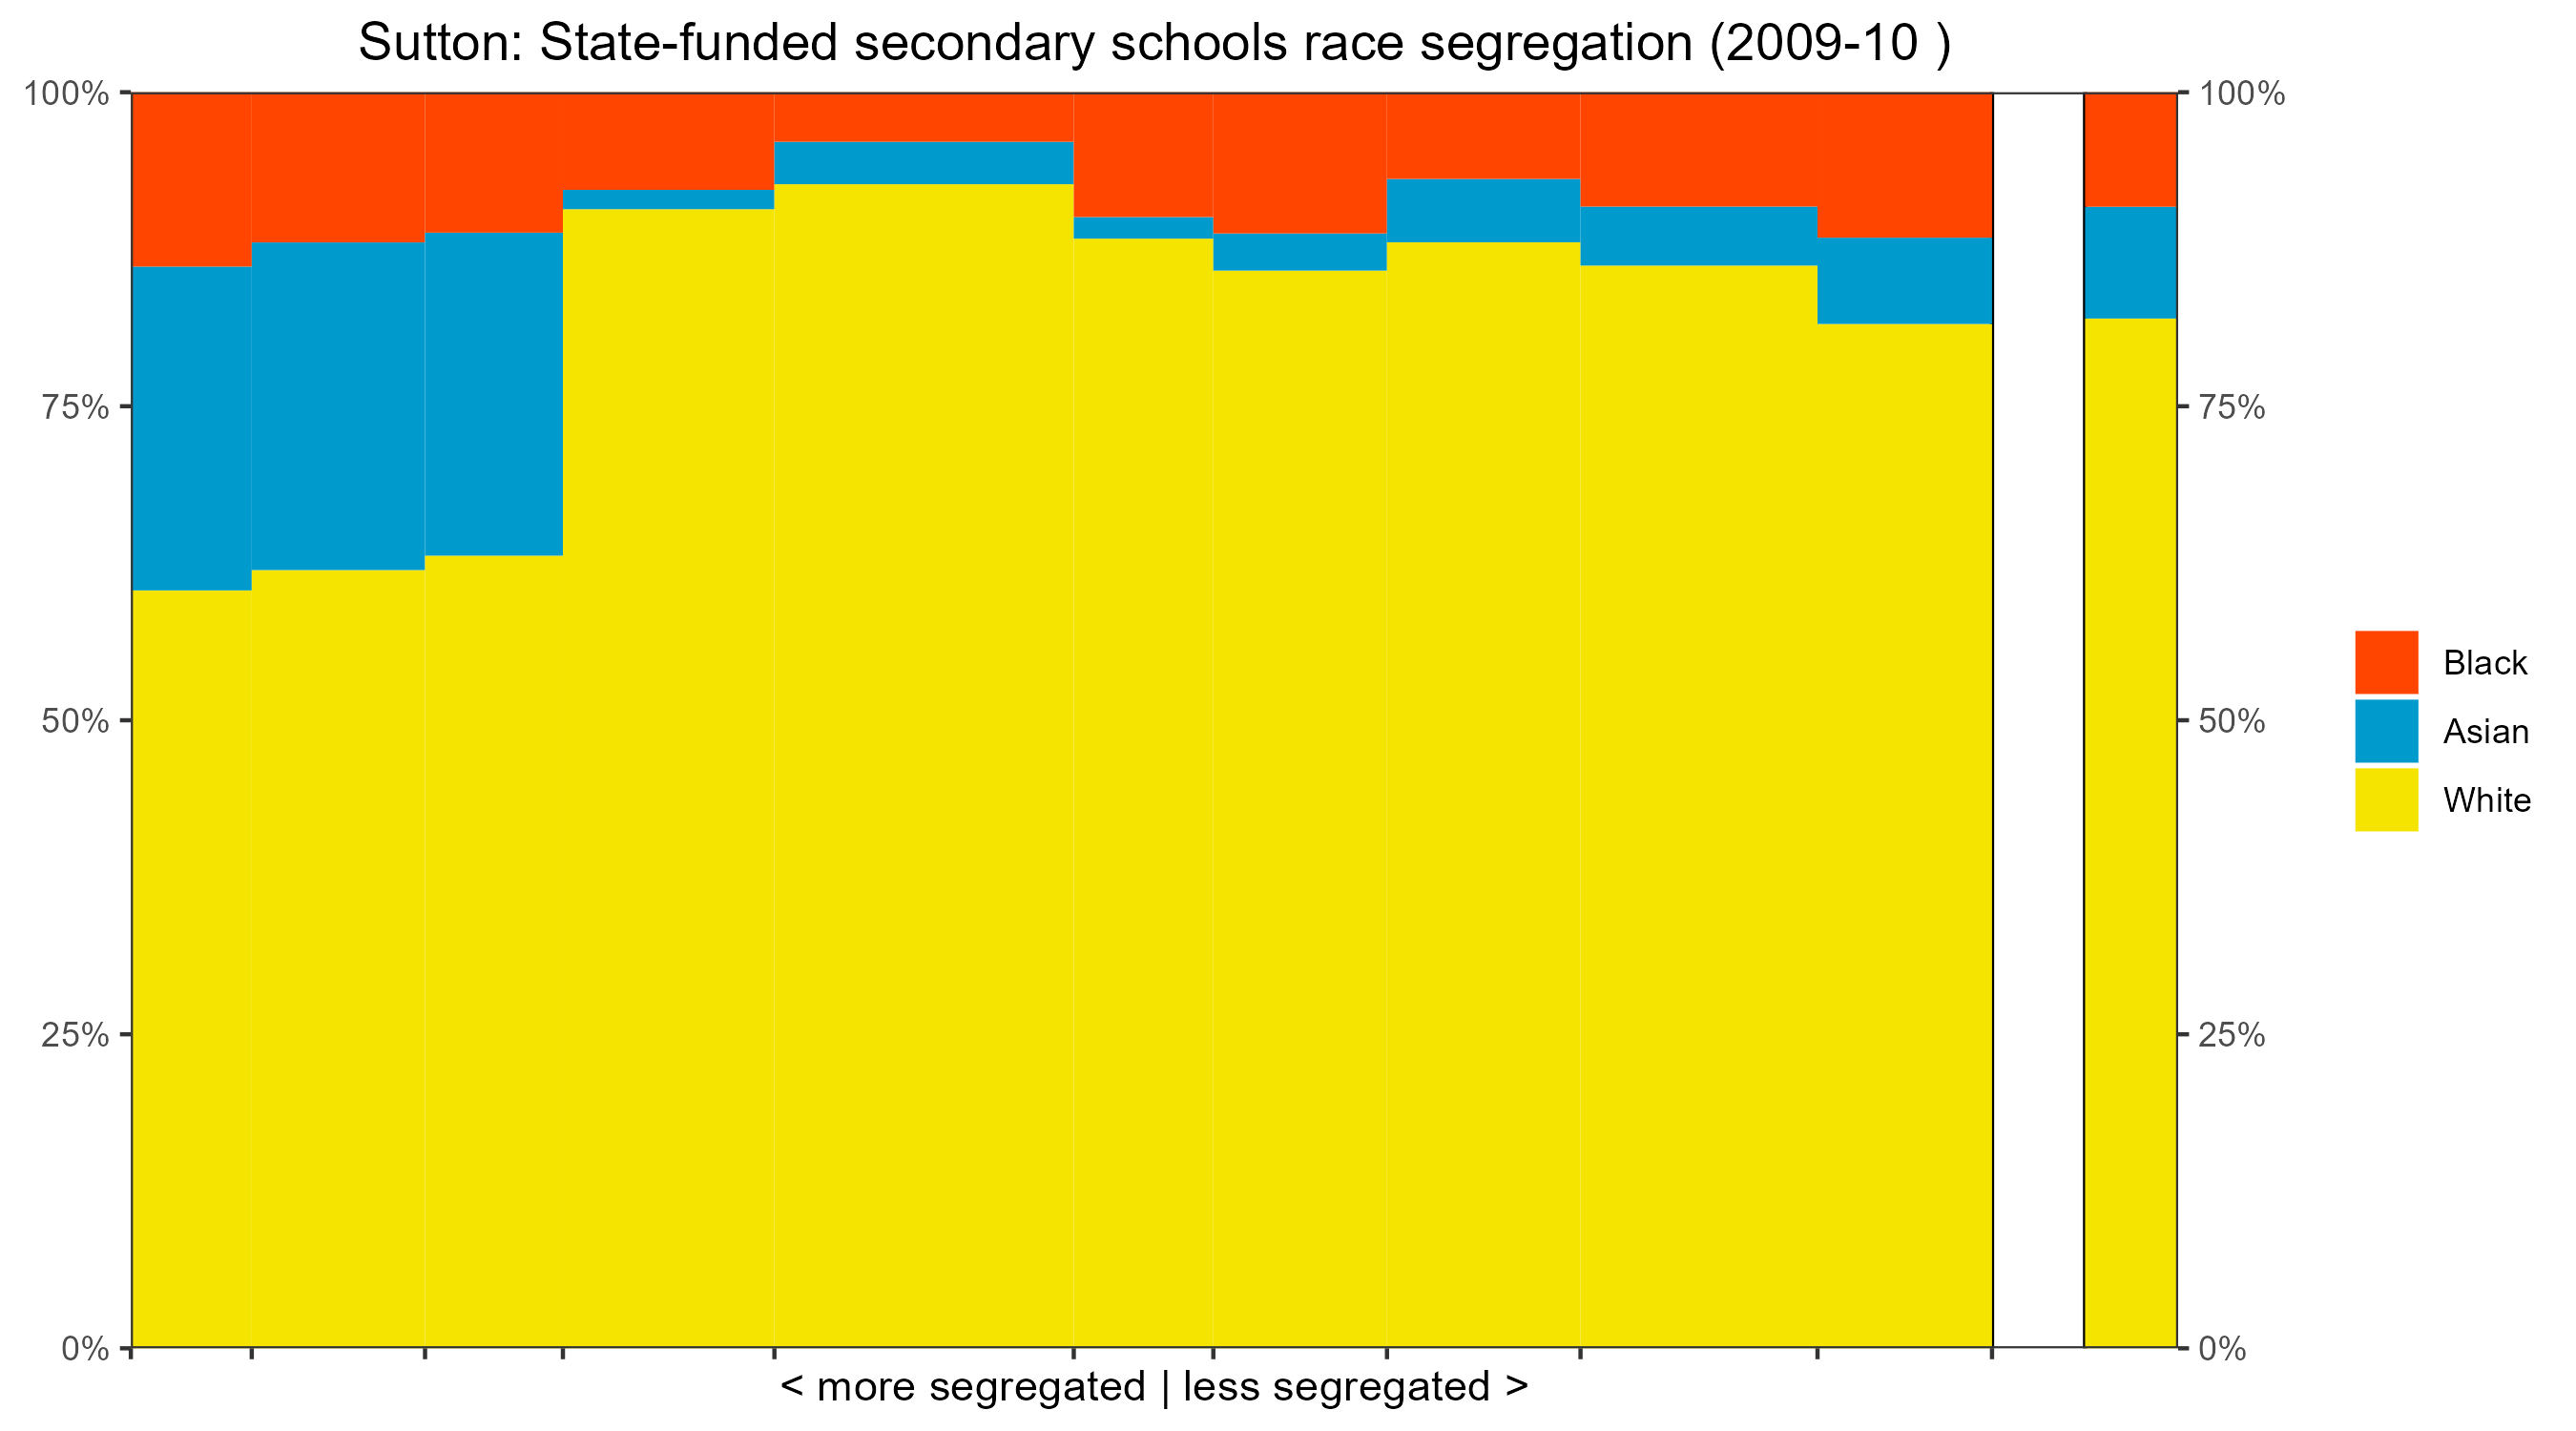 Sutton: State-funded secondary schools race segregation (2009-10 )
100%
75%
50%
25%
0%
100%
75%
50%
25%
0%
Black
Asian
White
< more segregated | less segregated >